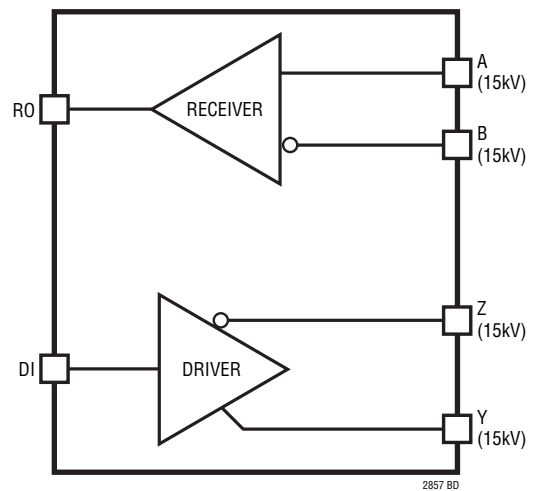 A
(15kV)
RO
RECEIVER
B
(15kV)
Z
(15kV)
DI
DRIVER
Y
(15kV)
2857 BD